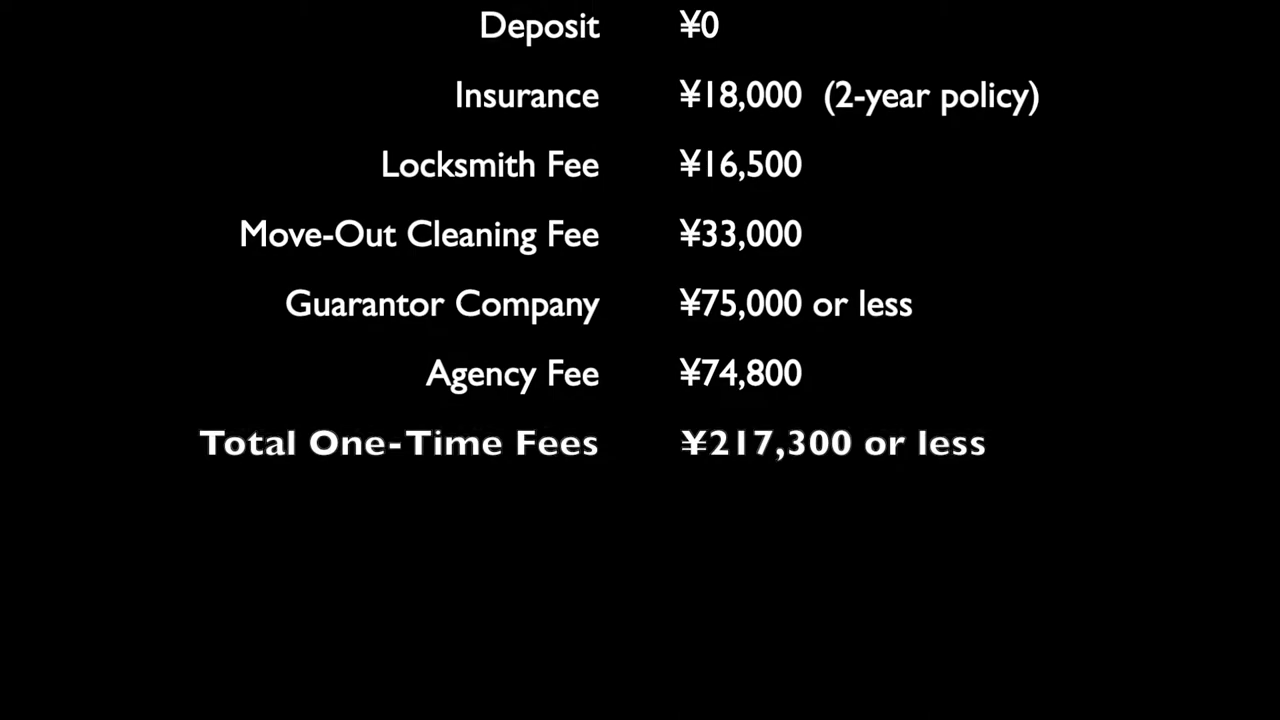 Deposit ¥0
Insurance ¥18,000 (2-year policy)
Locksmith Fee ¥16,500
Move-Out Cleaning Fee ¥33,000
Guarantor Company ¥75,000 or less
Agency Fee ¥74,800
Total One-Time Fees ¥217,300 or less